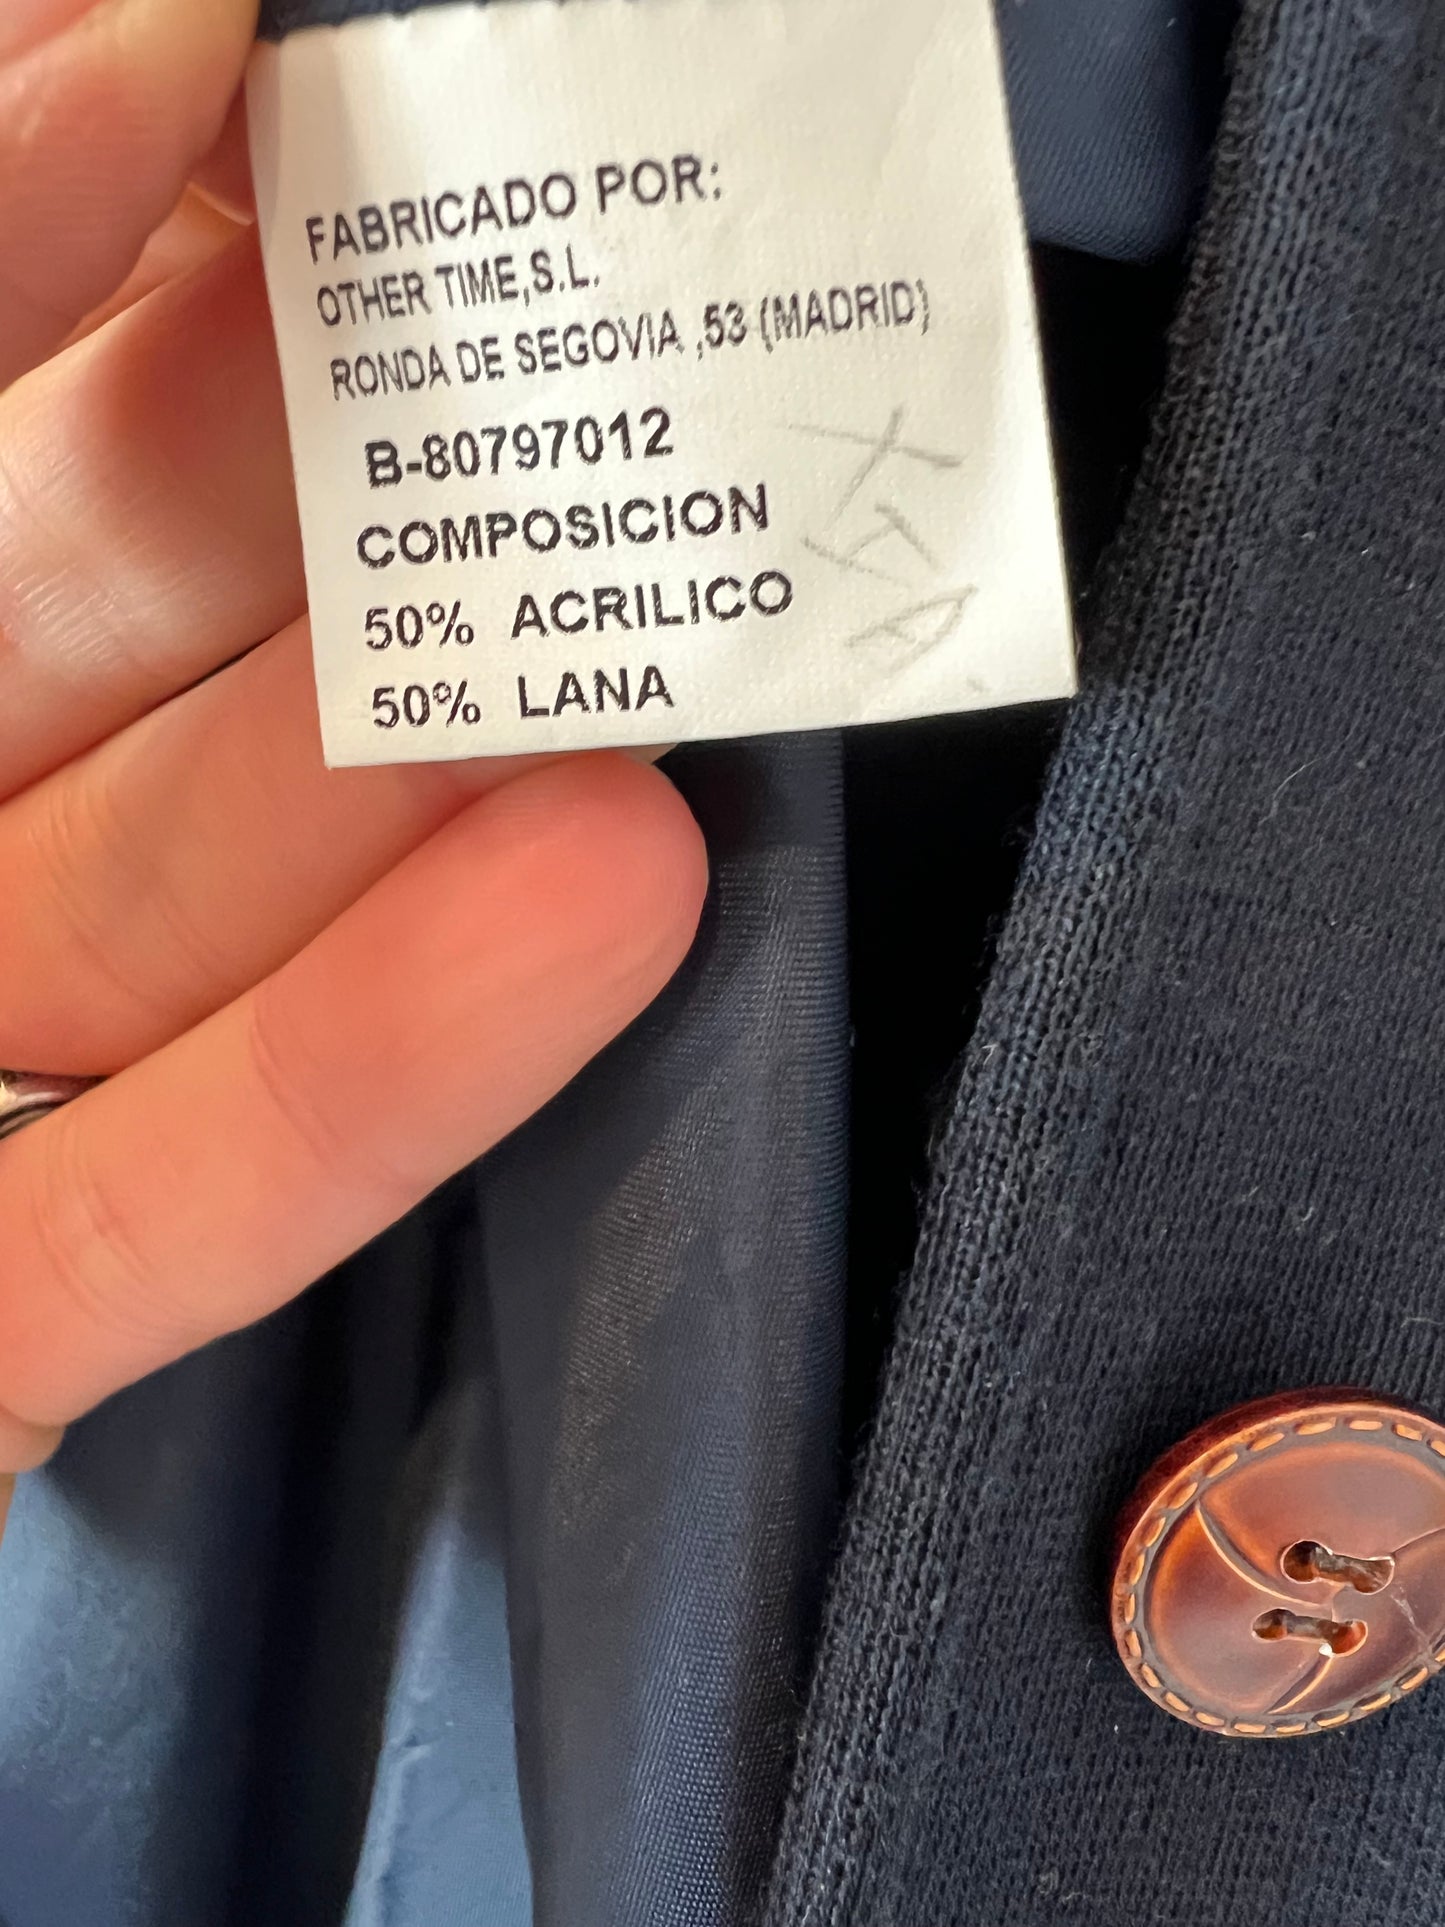 FABRICADO POR:
OTHER TIME,S.L.
RONDA DE SEGOVIA ,53 (MADRID)
B-80797012
COMPOSICION
50% ACRILICO
50% LANA